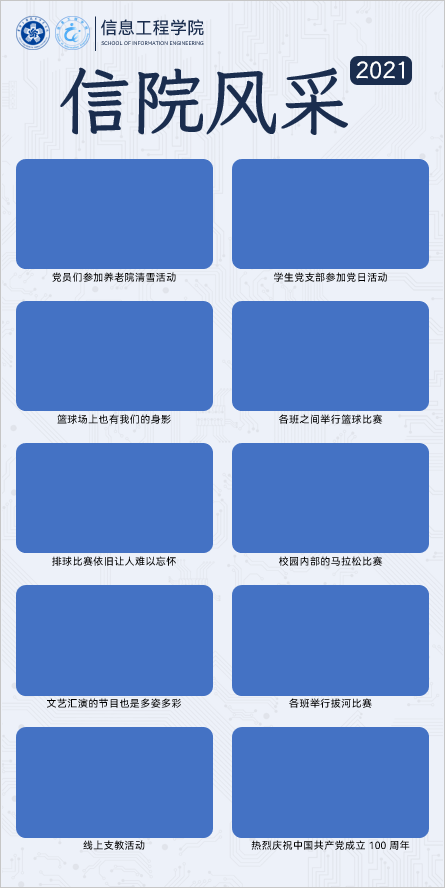 信息工程学院
SCHOOL OF INFORMATION ENGINEERING
信院风采
2021
党员们参加养老院清雪活动
学生党支部参加党日活动
篮球场上也有我们的身影
各班之间举行篮球比赛
排球比赛依旧让人难以忘怀
校园内部的马拉松比赛
文艺汇演的节目也是多姿多彩
各班举行拔河比赛
线上支教活动
热烈庆祝中国共产党成立 100 周年